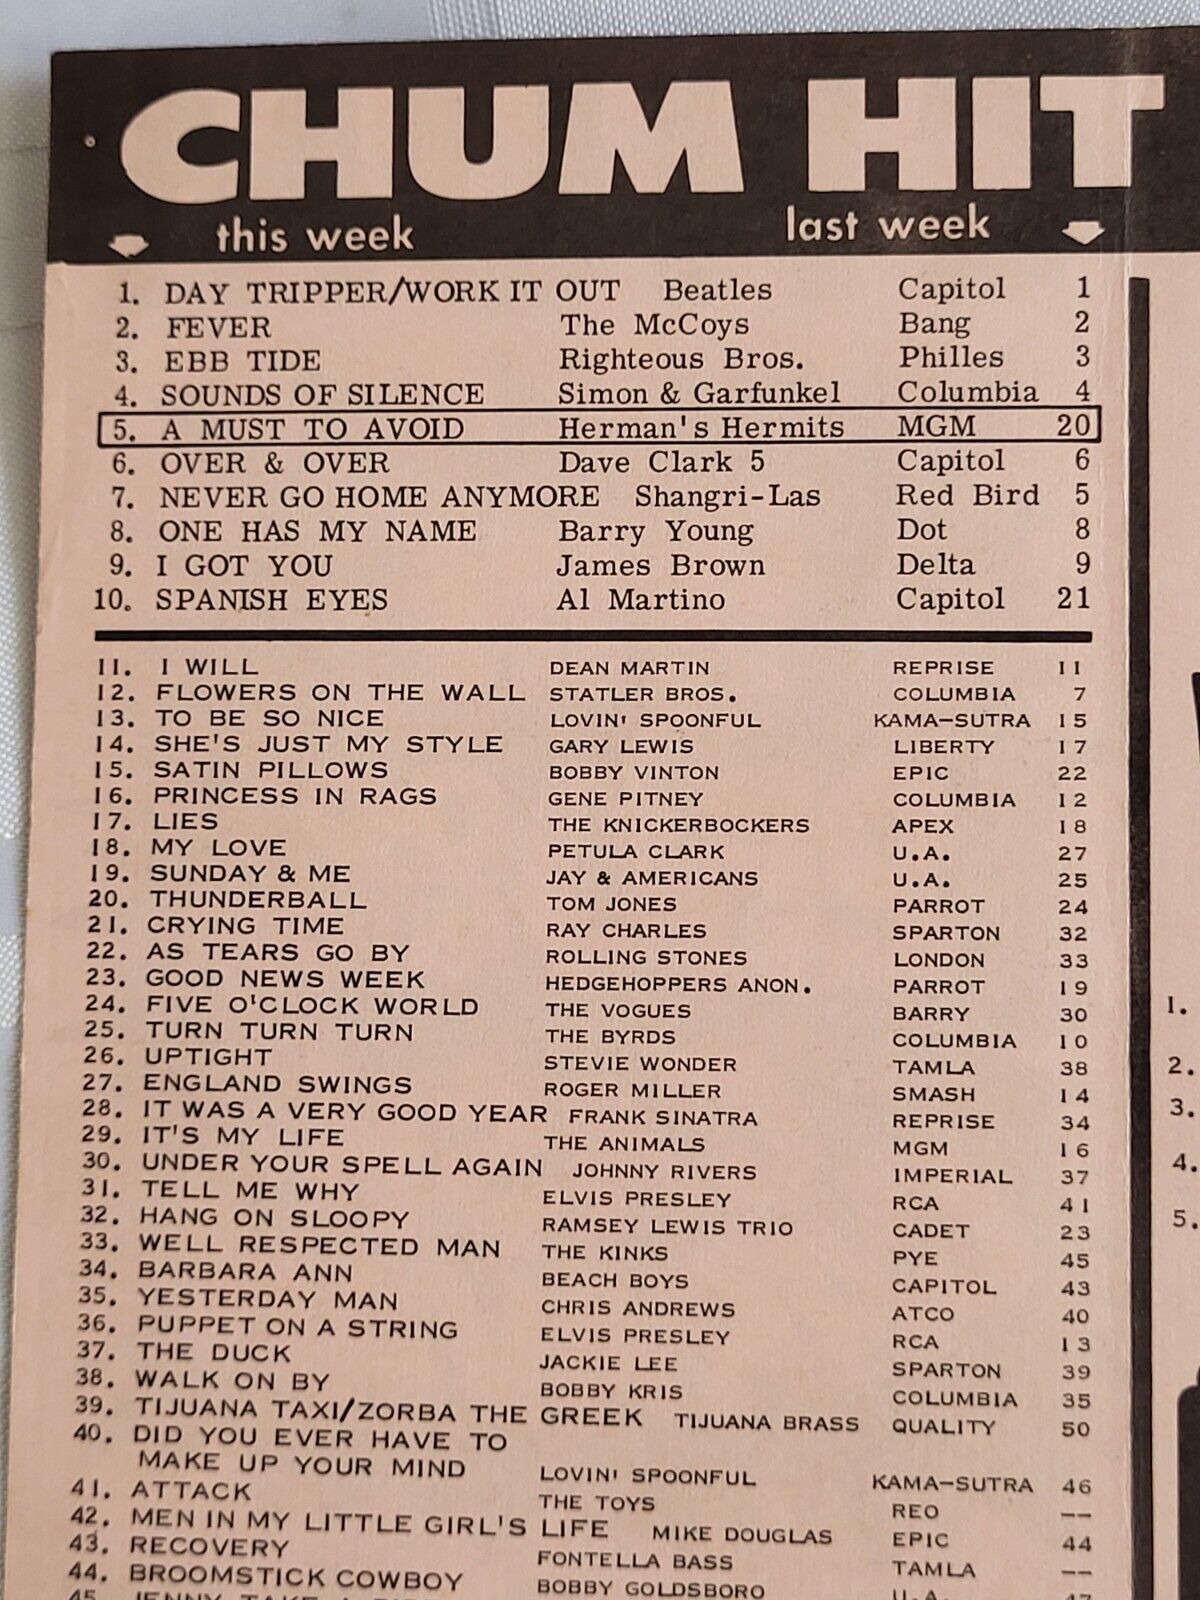 CHUM HIT
this week last week
1. DAY TRIPPER/WORK IT OUT Beatles Capitol 1
2. FEVER The McCoys Bang 2
3. EBB TIDE Righteous Bros. Philles 3
4. SOUNDS OF SILENCE Simon & Garfunkel Columbia 4
5. A MUST TO AVOID Herman's Hermits MGM 20
6. OVER & OVER Dave Clark 5 Capitol 6
7. NEVER GO HOME ANYMORE Shangri-Las Red Bird 5
8. ONE HAS MY NAME Barry Young Dot 8
9. I GOT YOU James Brown Delta 9
10. SPANISH EYES Al Martino Capitol 21
11. I WILL DEAN MARTIN REPRISE 11
12. FLOWERS ON THE WALL STATLER BROS. COLUMBIA 7
13. TO BE SO NICE LOVIN' SPOONFUL KAMA-SUTRA 15
14. SHE'S JUST MY STYLE GARY LEWIS LIBERTY 17
15. SATIN PILLOWS BOBBY VINTON EPIC 22
16. PRINCESS IN RAGS GENE PITNEY COLUMBIA 12
17. LIES THE KNICKERBOCKERS APEX 18
18. MY LOVE PETULA CLARK U.A. 27
19. SUNDAY & ME JAY & AMERICANS U.A. 25
20. THUNDERBALL TOM JONES PARROT 24
21. CRYING TIME RAY CHARLES SPARTON 32
22. AS TEARS GO BY ROLLING STONES LONDON 33
23. GOOD NEWS WEEK HEDGEHOPPERS ANON. PARROT 19
24. FIVE O'CLOCK WORLD THE VOGUES BARRY 30
25. TURN TURN TURN THE BYRDS COLUMBIA 10
26. UPTIGHT STEVIE WONDER TAMLA 38
27. ENGLAND SWINGS ROGER MILLER SMASH 14
28. IT WAS A VERY GOOD YEAR FRANK SINATRA REPRISE 34
29. IT'S MY LIFE THE ANIMALS MGM 16
30. UNDER YOUR SPELL AGAIN JOHNNY RIVERS IMPERIAL 37
31. TELL ME WHY ELVIS PRESLEY RCA 41
32. HANG ON SLOOPY RAMSEY LEWIS TRIO CADET 23
33. WELL RESPECTED MAN THE KINKS PYE 45
34. BARBARA ANN BEACH BOYS CAPITOL 43
35. YESTERDAY MAN CHRIS ANDREWS ATCO 40
36. PUPPET ON A STRING ELVIS PRESLEY RCA 13
37. THE DUCK JACKIE LEE SPARTON 39
38. WALK ON BY BOBBY KRIS COLUMBIA 35
39. TIJUANA TAXI/ZORBA THE GREEK TIJUANA BRASS QUALITY 50
40. DID YOU EVER HAVE TO
MAKE UP YOUR MIND LOVIN' SPOONFUL KAMA-SUTRA 46
41. ATTACK THE TOYS REO --
42. MEN IN MY LITTLE GIRL'S LIFE MIKE DOUGLAS EPIC 44
43. RECOVERY FONTELLA BASS TAMLA --
44. BROOMSTICK COWBOY BOBBY GOLDSBORO U.A. 47
45. JENNY TAKE A
1.
2.
3.
4.
5.